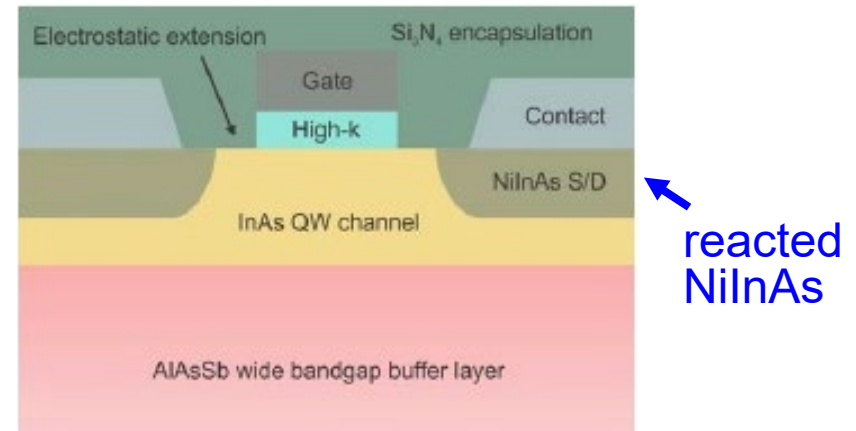 Electrostatic extension
Si₃N₄ encapsulation
Gate
High-k
Contact
NiInAs S/D
InAs QW channel
reacted
NiInAs
AlAsSb wide bandgap buffer layer